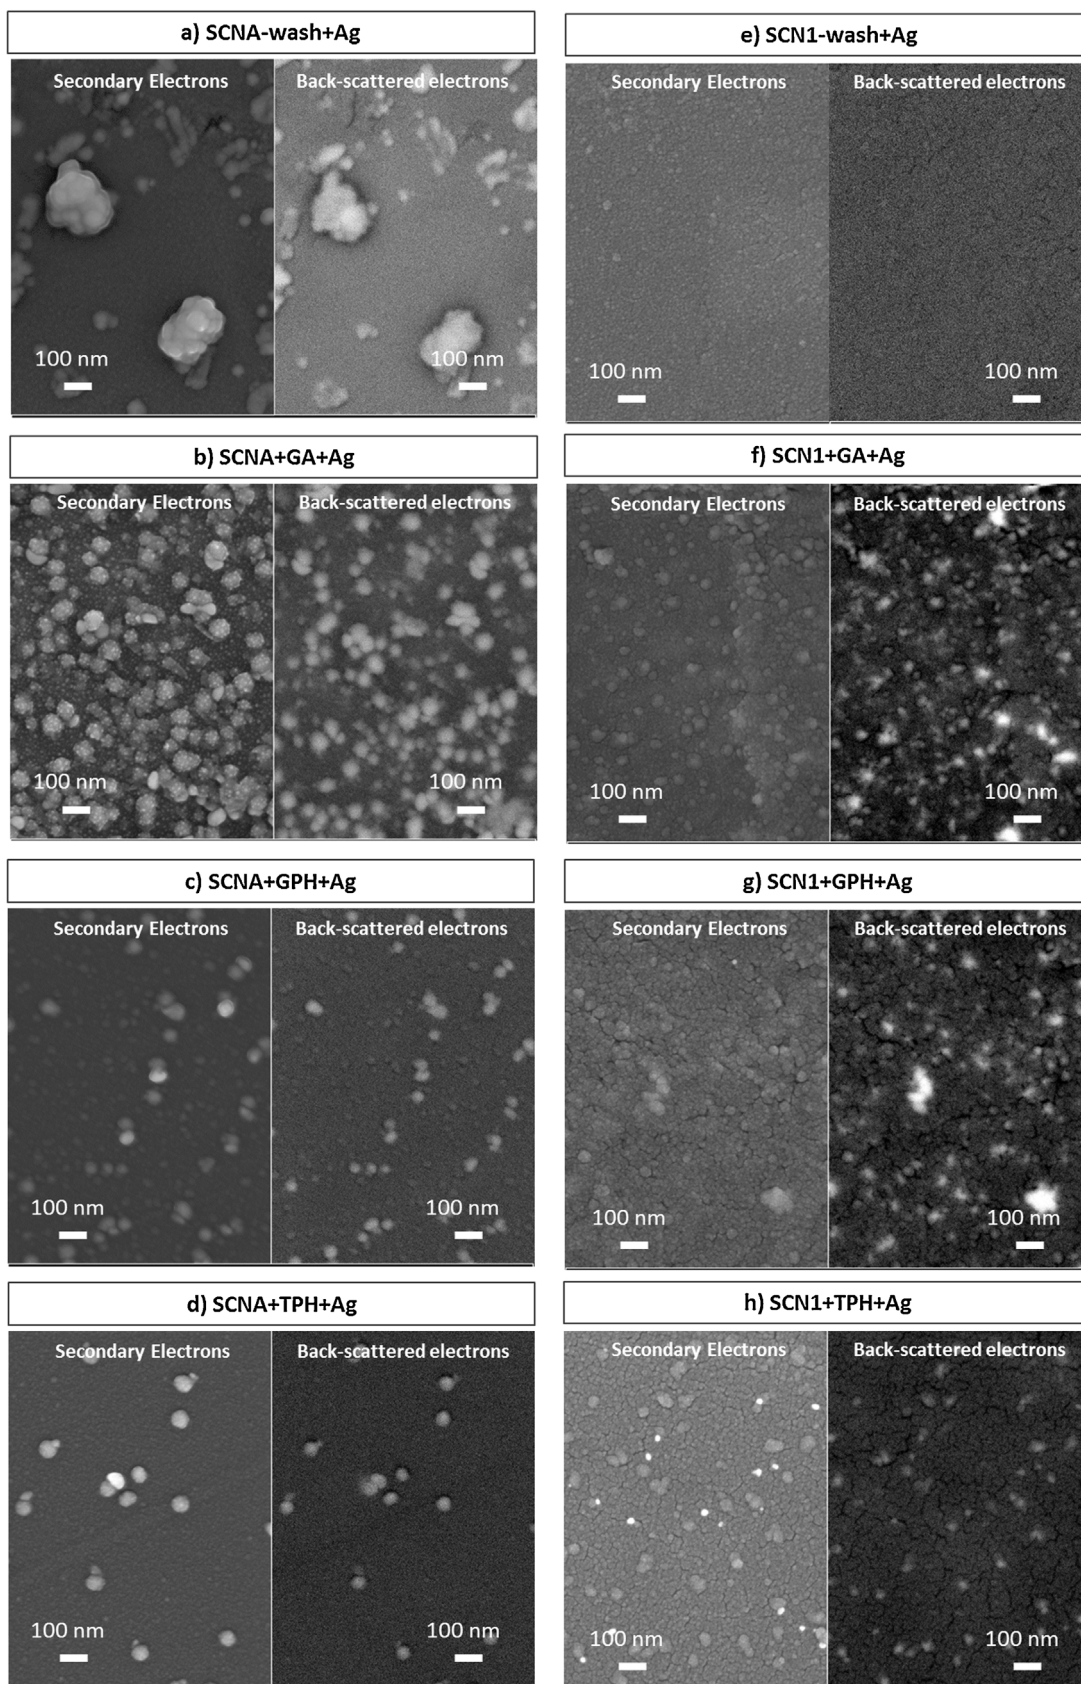 a) SCNA-wash+Ag
Secondary Electrons
Back-scattered electrons
100 nm
100 nm
e) SCN1-wash+Ag
Secondary Electrons
Back-scattered electrons
100 nm
100 nm
b) SCNA+GA+Ag
Secondary Electrons
Back-scattered electrons
100 nm
100 nm
f) SCN1+GA+Ag
Secondary Electrons
Back-scattered electrons
100 nm
100 nm
c) SCNA+GPH+Ag
Secondary Electrons
Back-scattered electrons
100 nm
100 nm
g) SCN1+GPH+Ag
Secondary Electrons
Back-scattered electrons
100 nm
100 nm
d) SCNA+TPH+Ag
Secondary Electrons
Back-scattered electrons
100 nm
100 nm
h) SCN1+TPH+Ag
Secondary Electrons
Back-scattered electrons
100 nm
100 nm